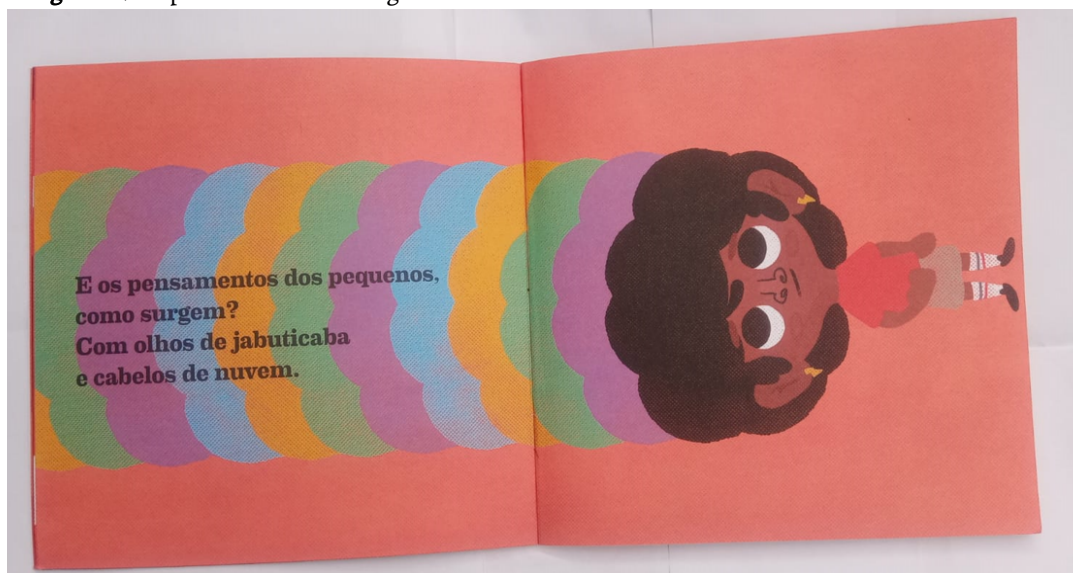 E os pensamentos dos pequenos,
como surgem?
Com olhos de jabuticaba
e cabelos de nuvem.